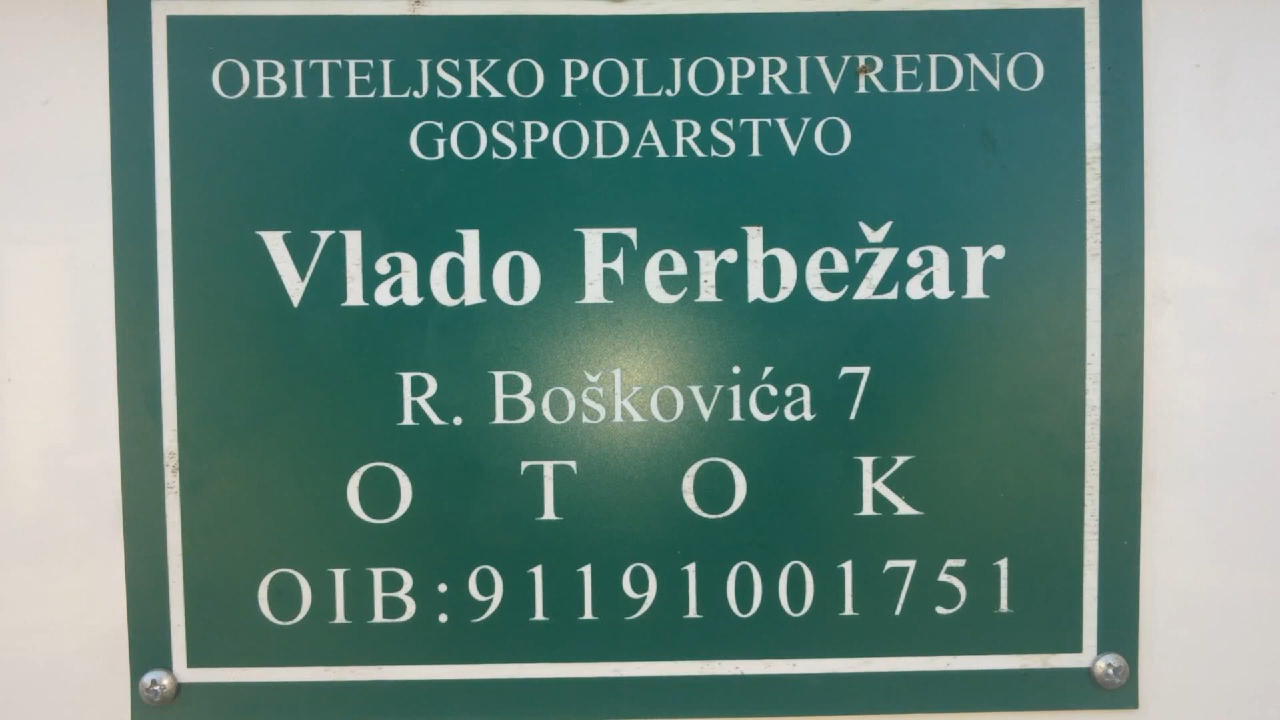 OBITELJSKO POLJOPRIVREDNO
GOSPODARSTVO
Vlado Ferbežar
R. Boškovića 7
O T O K
OIB:91191001751